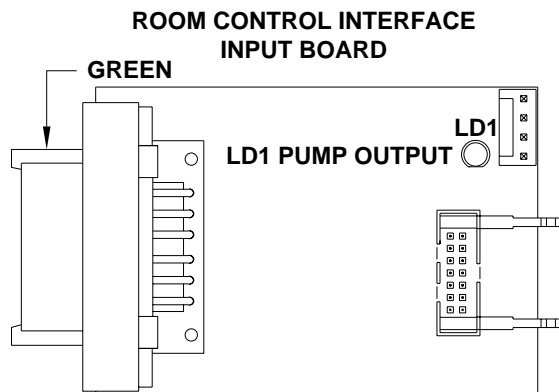 ROOM CONTROL INTERFACE
INPUT BOARD
GREEN
LD1
LD1 PUMP OUTPUT